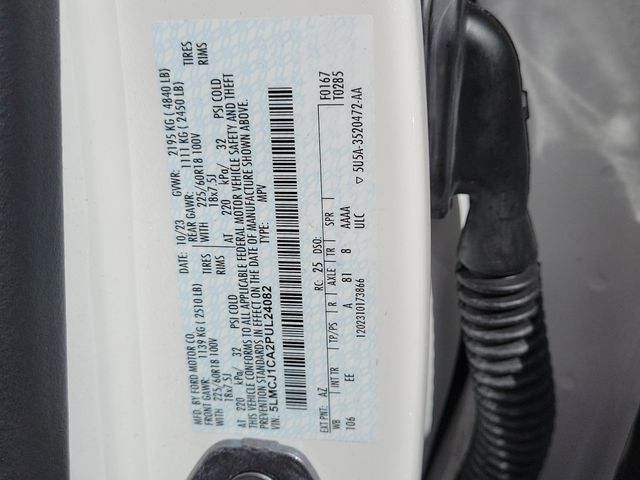 MFD. BY FORD MOTOR CO.
DATE: 10/23 GVWR: 2195 KG ( 4840 LB)
FRONT GAWR: 1139 KG ( 2510 LB) REAR GAWR: 1111 KG ( 2450 LB)
WITH 225/60R18 100V TIRES WITH 225/60R18 100V TIRES
18x7.5J RIMS 18x7.5J RIMS
AT 220 kPa/ 32 PSI COLD AT 220 kPa/ 32 PSI COLD
THIS VEHICLE CONFORMS TO ALL APPLICABLE FEDERAL MOTOR VEHICLE SAFETY AND THEFT
PREVENTION STANDARDS IN EFFECT ON THE DATE OF MANUFACTURE SHOWN ABOVE.
VIN: 5LMCJ1CA2PUL24082 TYPE: MPV
F0167
T0285
EXT PNT: AZ RC: 25 DSO:
WB INT TR TP/PS R AXLE TR SPR
106 EE A 81 8 AAAA
ULC
1202310173866
▽ 5U5A-3520472-AA